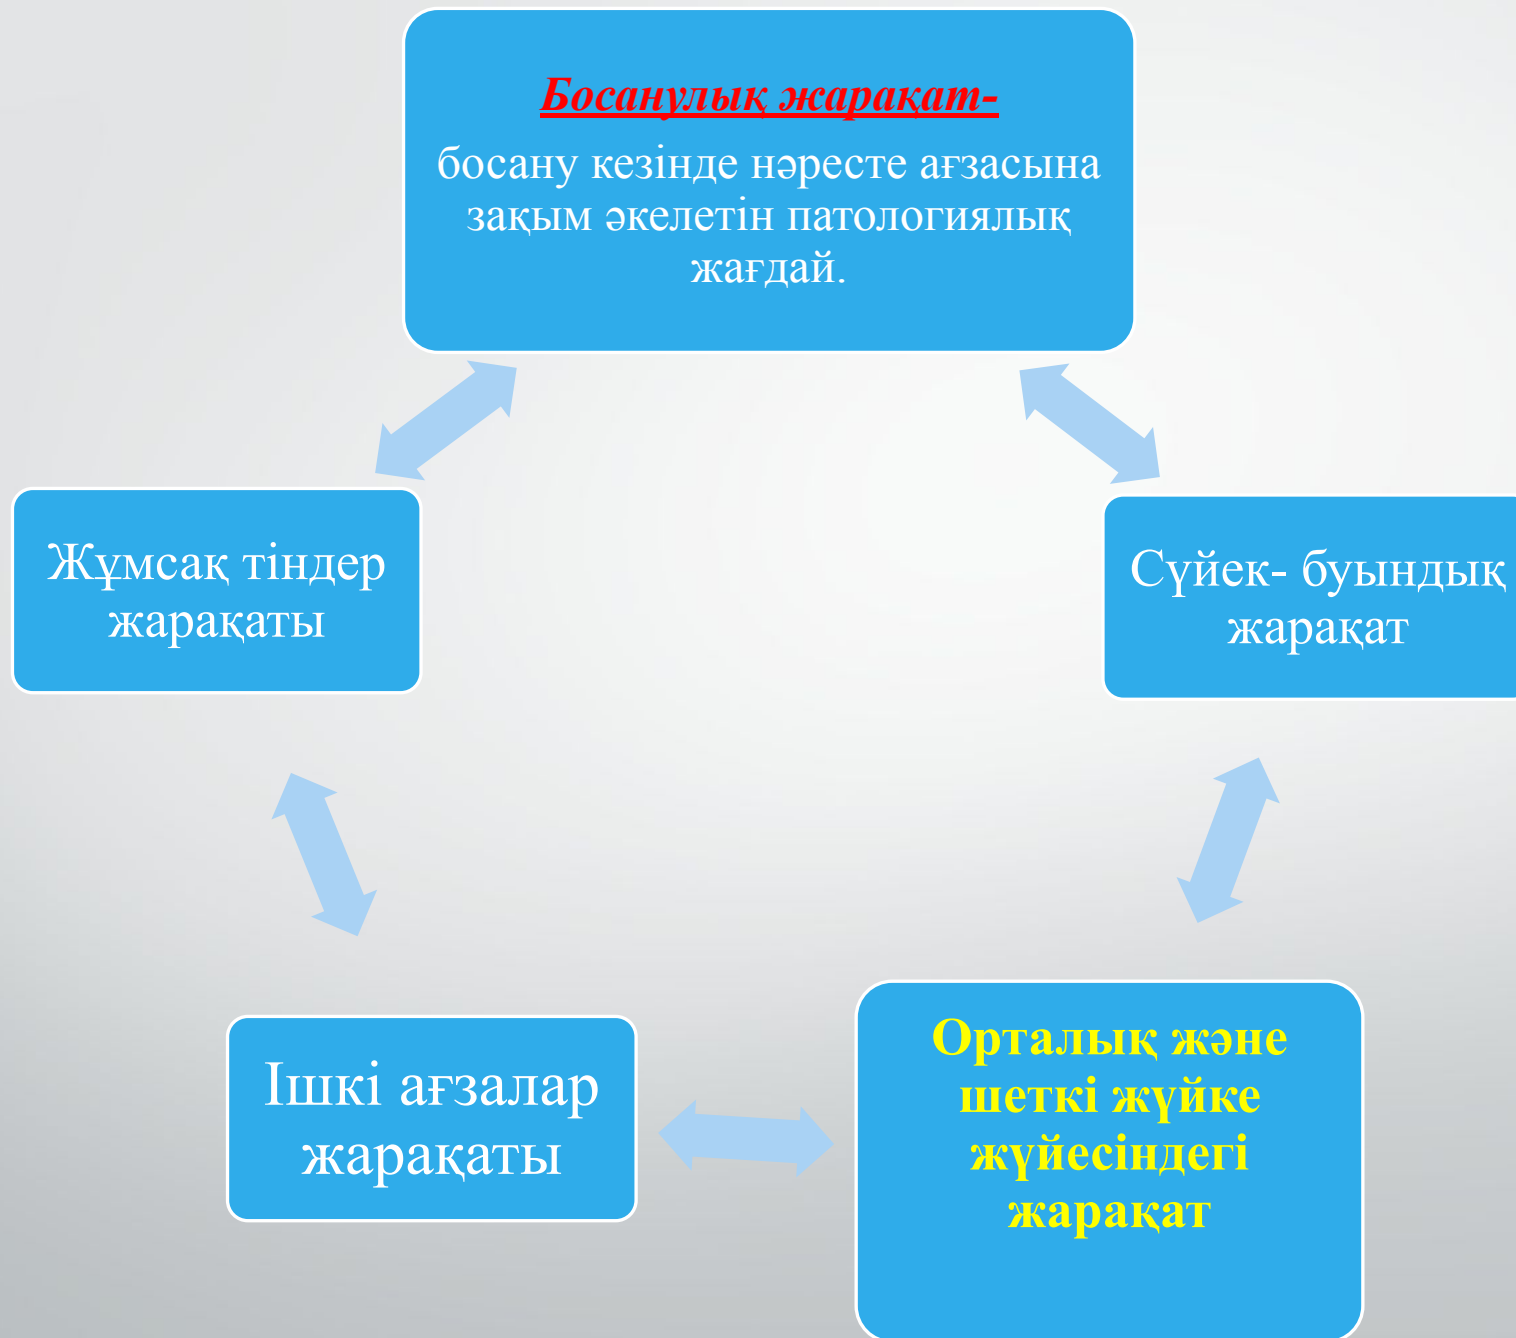 Босанулық жарақат-
босану кезінде нәресте ағзасына
зақым әкелетін патологиялық
жағдай.
Жұмсақ тіндер
жарақаты
Сүйек- буындық
жарақат
Ішкі ағзалар
жарақаты
Орталық және
шеткі жүйке
жүйесіндегі
жарақат